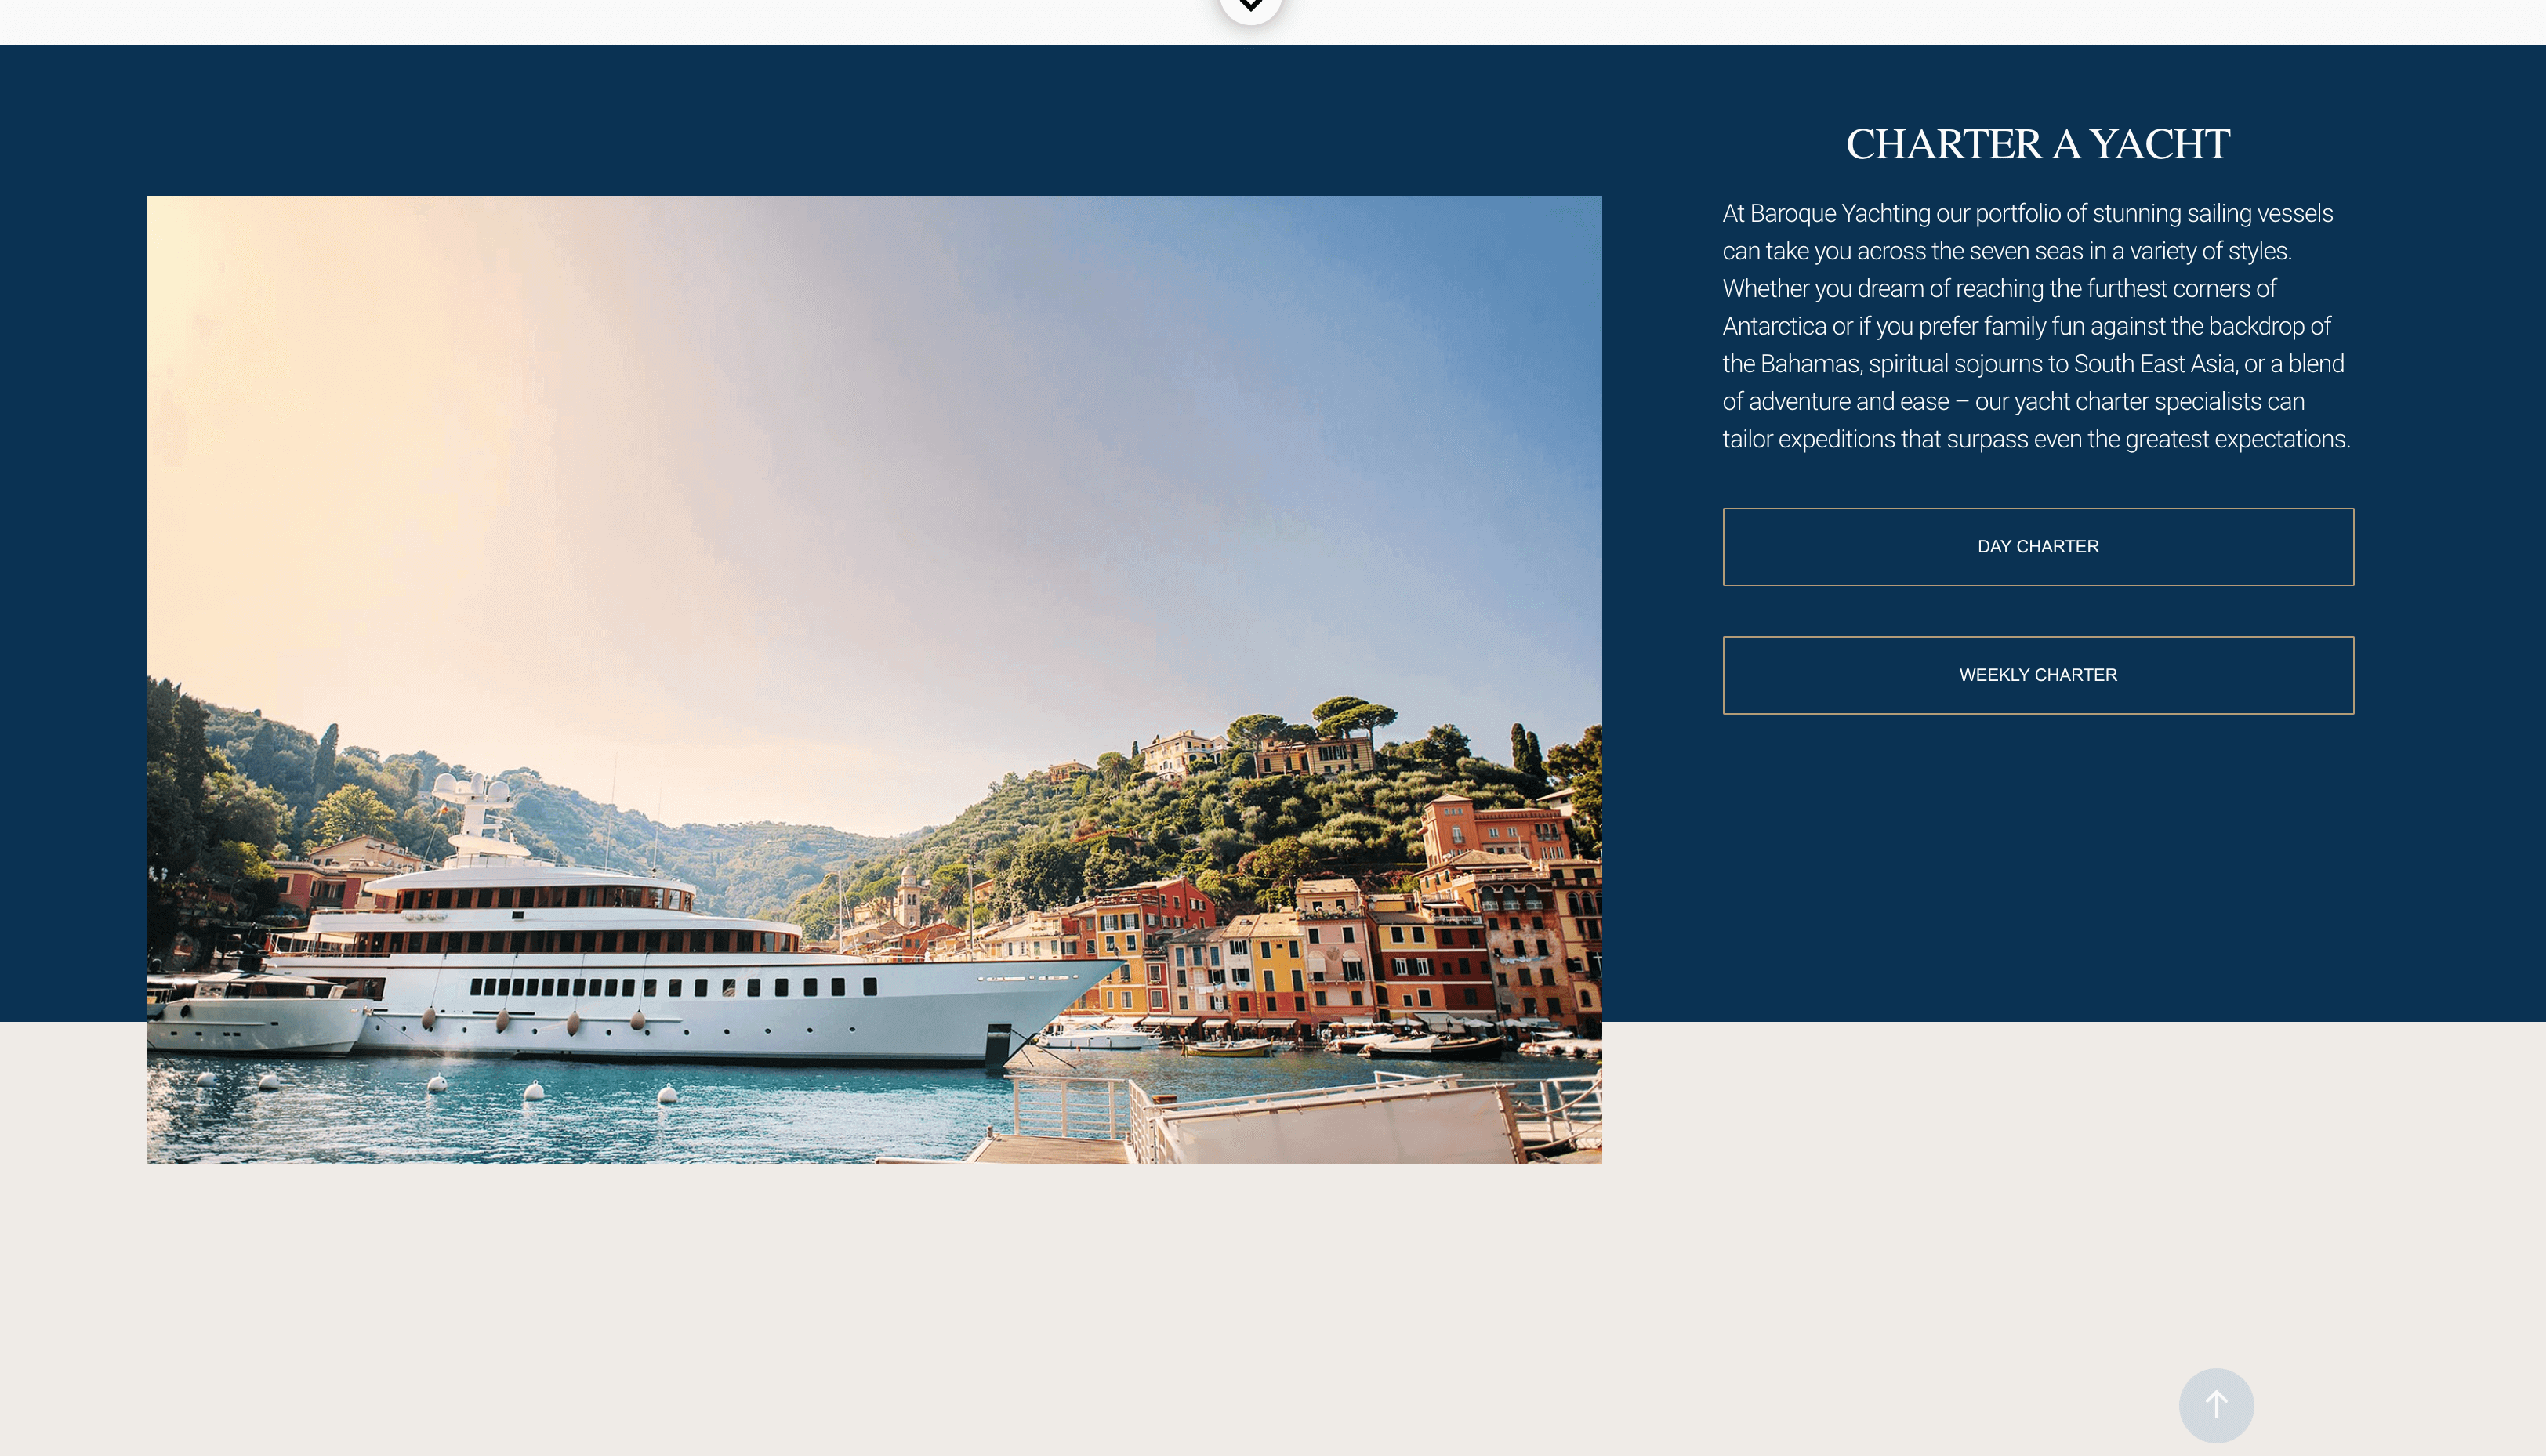 CHARTER A YACHT
At Baroque Yachting our portfolio of stunning sailing vessels
can take you across the seven seas in a variety of styles.
Whether you dream of reaching the furthest corners of
Antarctica or if you prefer family fun against the backdrop of
the Bahamas, spiritual sojourns to South East Asia, or a blend
of adventure and ease – our yacht charter specialists can
tailor expeditions that surpass even the greatest expectations.
DAY CHARTER
WEEKLY CHARTER